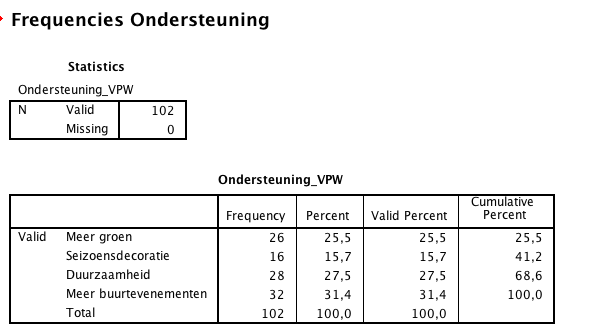 Frequencies Ondersteuning
Statistics
Ondersteuning_VPW
N Valid 102
Missing 0
Ondersteuning_VPW
Frequency Percent Valid Percent Cumulative Percent
Valid Meer groen 26 25,5 25,5 25,5
Seizoensdecoratie 16 15,7 15,7 41,2
Duurzaamheid 28 27,5 27,5 68,6
Meer buurtevenementen 32 31,4 31,4 100,0
Total 102 100,0 100,0